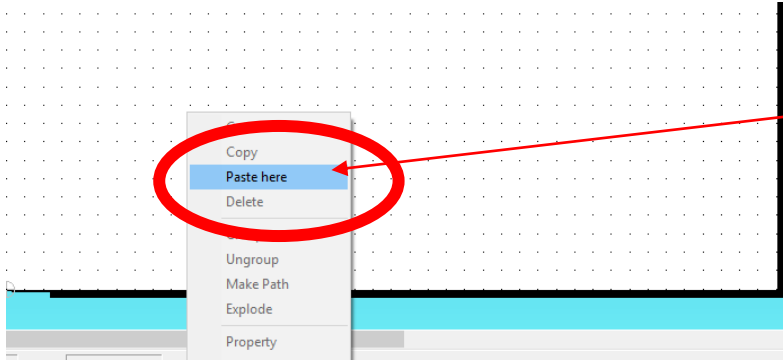 Copy
Paste here
Delete
Ungroup
Make Path
Explode
Property